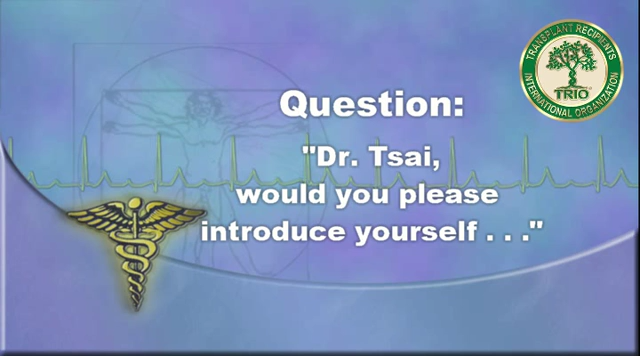 Question:
"Dr. Tsai,
would you please
introduce yourself . . ."
TRANSPLANT RECIPIENTS
INTERNATIONAL ORGANIZATION
TRIO